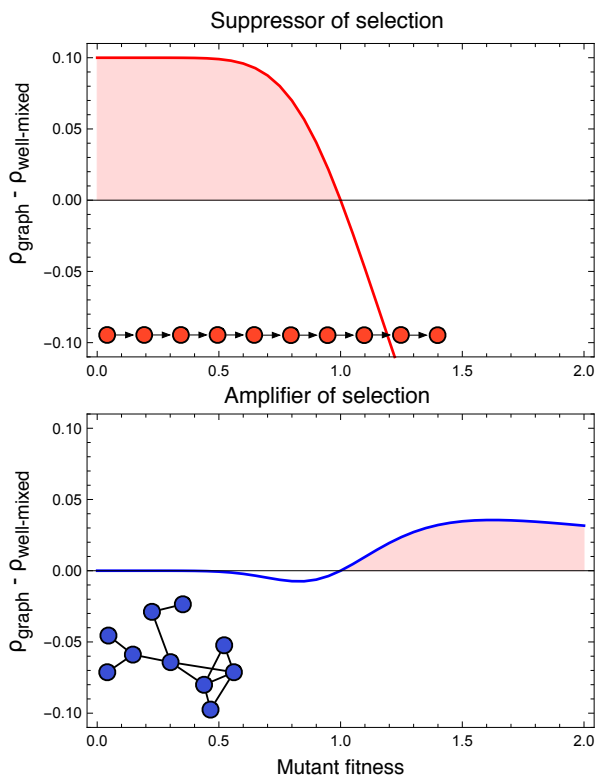 Suppressor of selection
ρgraph - ρwell-mixed
0.10
0.05
0.00
−0.05
−0.10
0.0 0.5 1.0 1.5 2.0
Amplifier of selection
ρgraph - ρwell-mixed
0.10
0.05
0.00
−0.05
−0.10
0.0 0.5 1.0 1.5 2.0
Mutant fitness